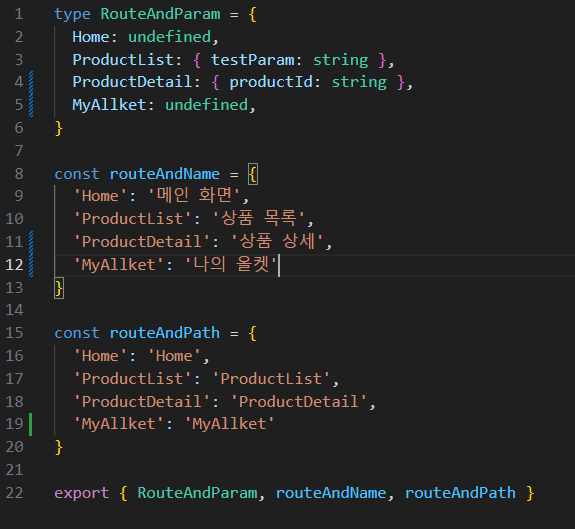 1 type RouteAndParam = {
2 Home: undefined,
3 ProductList: { testParam: string },
4 ProductDetail: { productId: string },
5 MyAllket: undefined,
6 }
7
8 const routeAndName = {
9 'Home': '메인 화면',
10 'ProductList': '상품 목록',
11 'ProductDetail': '상품 상세',
12 'MyAllket': '나의 올켓'
13 }
14
15 const routeAndPath = {
16 'Home': 'Home',
17 'ProductList': 'ProductList',
18 'ProductDetail': 'ProductDetail',
19 'MyAllket': 'MyAllket'
20 }
21
22 export { RouteAndParam, routeAndName, routeAndPath }